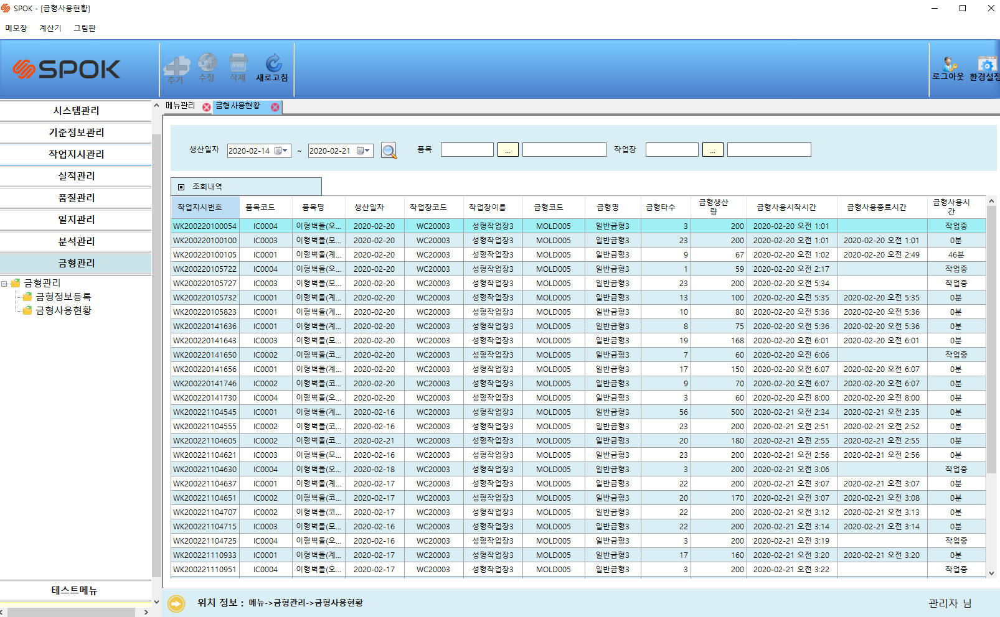 SPOK - [금형사용현황]
메모장 계산기 그림판
SPOK
추가 수정 삭제 새로고침
로그아웃 환경설정
시스템관리
기준정보관리
작업지시관리
실적관리
품질관리
일지관리
분석관리
금형관리
금형관리
금형정보등록
금형사용현황
테스트메뉴
메뉴관리 금형사용현황
생산일자 2020-02-14 ~ 2020-02-21 품목 ... 작업장 ...
조회내역
작업지시번호 품목코드 품목명 생산일자 작업장코드 작업장이름 금형코드 금형명 금형타수 금형생산량 금형사용시작시간 금형사용종료시간 금형사용시간
WK200220100054 IC0004 이형벽돌(오... 2020-02-20 WC20003 성형작업장3 MOLD005 일반금형3 3 200 2020-02-20 오전 1:01 작업중
WK200220100100 IC0003 이형벽돌(모... 2020-02-20 WC20003 성형작업장3 MOLD005 일반금형3 23 200 2020-02-20 오전 1:01 2020-02-20 오전 1:01 0분
WK200220100105 IC0001 이형벽돌(계... 2020-02-20 WC20003 성형작업장3 MOLD005 일반금형3 9 67 2020-02-20 오전 1:02 2020-02-20 오전 2:49 46분
WK200220105722 IC0004 이형벽돌(오... 2020-02-20 WC20003 성형작업장3 MOLD005 일반금형3 1 59 2020-02-20 오전 2:17 작업중
WK200220105727 IC0003 이형벽돌(모... 2020-02-20 WC20003 성형작업장3 MOLD005 일반금형3 23 200 2020-02-20 오전 5:34 작업중
WK200220105732 IC0001 이형벽돌(계... 2020-02-20 WC20003 성형작업장3 MOLD005 일반금형3 13 100 2020-02-20 오전 5:35 2020-02-20 오전 5:35 0분
WK200220105823 IC0001 이형벽돌(계... 2020-02-20 WC20003 성형작업장3 MOLD005 일반금형3 10 80 2020-02-20 오전 5:36 2020-02-20 오전 5:36 0분
WK200220141636 IC0001 이형벽돌(계... 2020-02-20 WC20003 성형작업장3 MOLD005 일반금형3 8 75 2020-02-20 오전 5:36 2020-02-20 오전 5:36 0분
WK200220141643 IC0003 이형벽돌(모... 2020-02-20 WC20003 성형작업장3 MOLD005 일반금형3 19 168 2020-02-20 오전 6:01 2020-02-20 오전 6:01 0분
WK200220141650 IC0002 이형벽돌(코... 2020-02-20 WC20003 성형작업장3 MOLD005 일반금형3 7 60 2020-02-20 오전 6:06 작업중
WK200220141656 IC0001 이형벽돌(계... 2020-02-20 WC20003 성형작업장3 MOLD005 일반금형3 17 150 2020-02-20 오전 6:07 2020-02-20 오전 6:07 0분
WK200220141746 IC0002 이형벽돌(코... 2020-02-20 WC20003 성형작업장3 MOLD005 일반금형3 9 70 2020-02-20 오전 6:07 2020-02-20 오전 6:07 0분
WK200220141730 IC0004 이형벽돌(오... 2020-02-20 WC20003 성형작업장3 MOLD005 일반금형3 3 60 2020-02-20 오전 8:00 2020-02-20 오전 8:00 0분
WK200221104545 IC0001 이형벽돌(계... 2020-02-16 WC20003 성형작업장3 MOLD005 일반금형3 56 500 2020-02-21 오전 2:34 2020-02-21 오전 2:35 0분
WK200221104555 IC0002 이형벽돌(코... 2020-02-16 WC20003 성형작업장3 MOLD005 일반금형3 23 200 2020-02-21 오전 2:51 2020-02-21 오전 2:52 0분
WK200221104605 IC0002 이형벽돌(코... 2020-02-21 WC20003 성형작업장3 MOLD005 일반금형3 20 180 2020-02-21 오전 2:55 2020-02-21 오전 2:55 0분
WK200221104621 IC0003 이형벽돌(모... 2020-02-16 WC20003 성형작업장3 MOLD005 일반금형3 23 200 2020-02-21 오전 2:56 2020-02-21 오전 2:56 0분
WK200221104630 IC0004 이형벽돌(오... 2020-02-18 WC20003 성형작업장3 MOLD005 일반금형3 3 200 2020-02-21 오전 3:06 작업중
WK200221104637 IC0001 이형벽돌(계... 2020-02-17 WC20003 성형작업장3 MOLD005 일반금형3 22 200 2020-02-21 오전 3:07 2020-02-21 오전 3:07 0분
WK200221104651 IC0002 이형벽돌(코... 2020-02-17 WC20003 성형작업장3 MOLD005 일반금형3 20 170 2020-02-21 오전 3:07 2020-02-21 오전 3:08 0분
WK200221104707 IC0002 이형벽돌(코... 2020-02-17 WC20003 성형작업장3 MOLD005 일반금형3 22 200 2020-02-21 오전 3:12 2020-02-21 오전 3:13 0분
WK200221104715 IC0003 이형벽돌(모... 2020-02-16 WC20003 성형작업장3 MOLD005 일반금형3 22 200 2020-02-21 오전 3:14 2020-02-21 오전 3:14 0분
WK200221104725 IC0004 이형벽돌(오... 2020-02-16 WC20003 성형작업장3 MOLD005 일반금형3 3 200 2020-02-21 오전 3:19 작업중
WK200221110933 IC0001 이형벽돌(계... 2020-02-17 WC20003 성형작업장3 MOLD005 일반금형3 17 160 2020-02-21 오전 3:20 2020-02-21 오전 3:20 0분
WK200221110951 IC0004 이형벽돌(오... 2020-02-17 WC20003 성형작업장3 MOLD005 일반금형3 3 200 2020-02-21 오전 3:22 작업중
위치 정보 : 메뉴->금형관리->금형사용현황
관리자 님